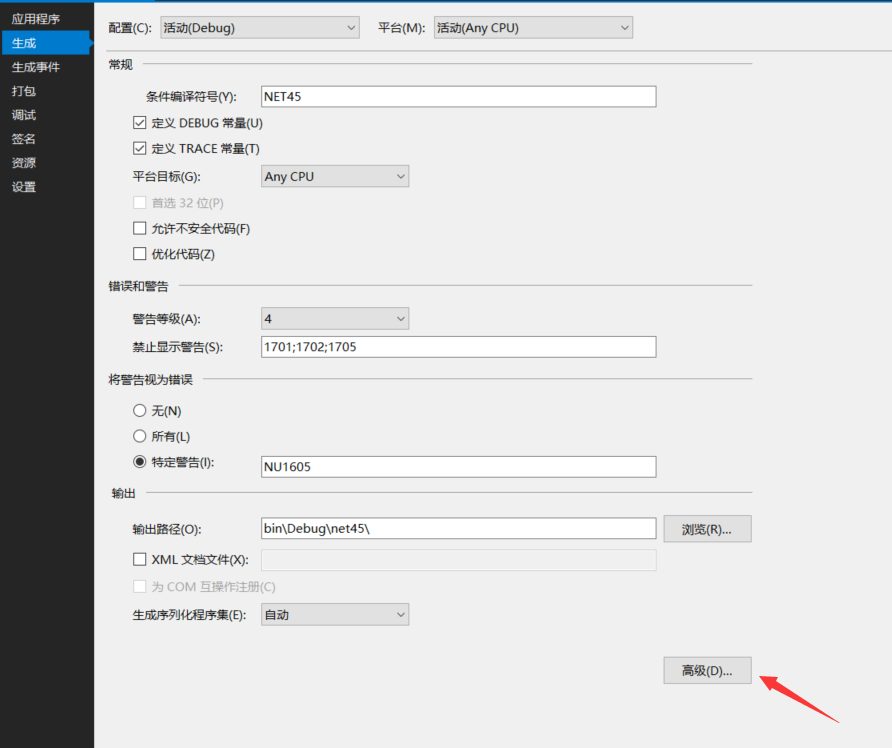 应用程序
生成
生成事件
打包
调试
签名
资源
设置
配置(C): 活动(Debug) 平台(M): 活动(Any CPU)
常规
条件编译符号(Y): NET45
定义 DEBUG 常量(U)
定义 TRACE 常量(T)
平台目标(G): Any CPU
首选 32 位(P)
允许不安全代码(F)
优化代码(Z)
错误和警告
警告等级(A): 4
禁止显示警告(S): 1701;1702;1705
将警告视为错误
无(N)
所有(L)
特定警告(I): NU1605
输出
输出路径(O): bin\Debug\net45\ 浏览(R)...
XML 文档文件(X):
为 COM 互操作注册(C)
生成序列化程序集(E): 自动
高级(D)...